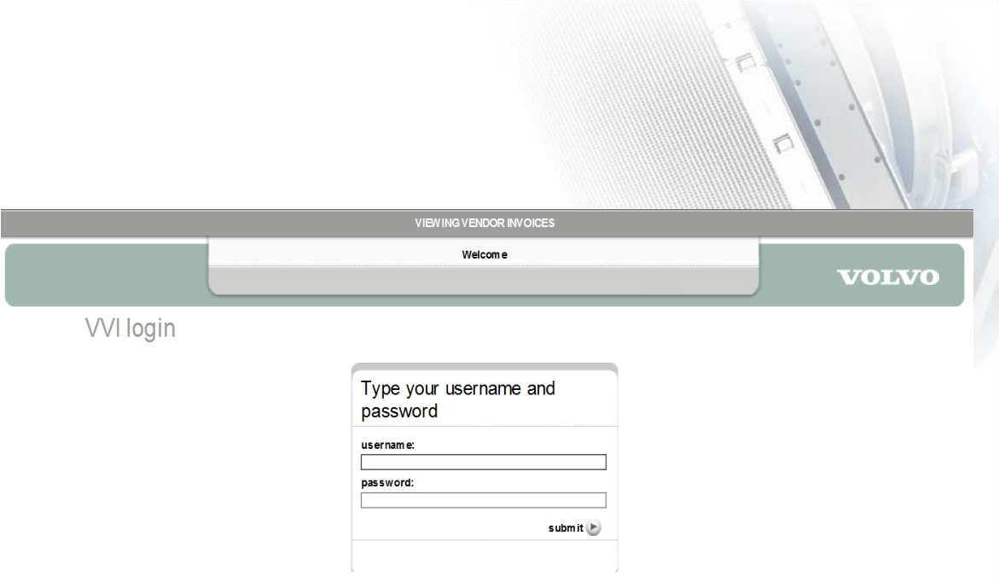 VIEWING VENDOR INVOICES
Welcome
VOLVO
VVI login
Type your username and
password
username:
password:
submit